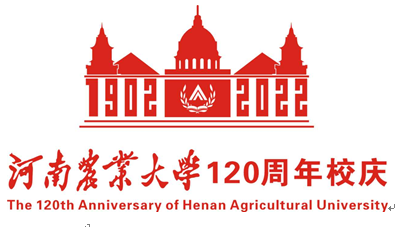 1902 2022
河南農業大學120周年校庆
The 120th Anniversary of Henan Agricultural University